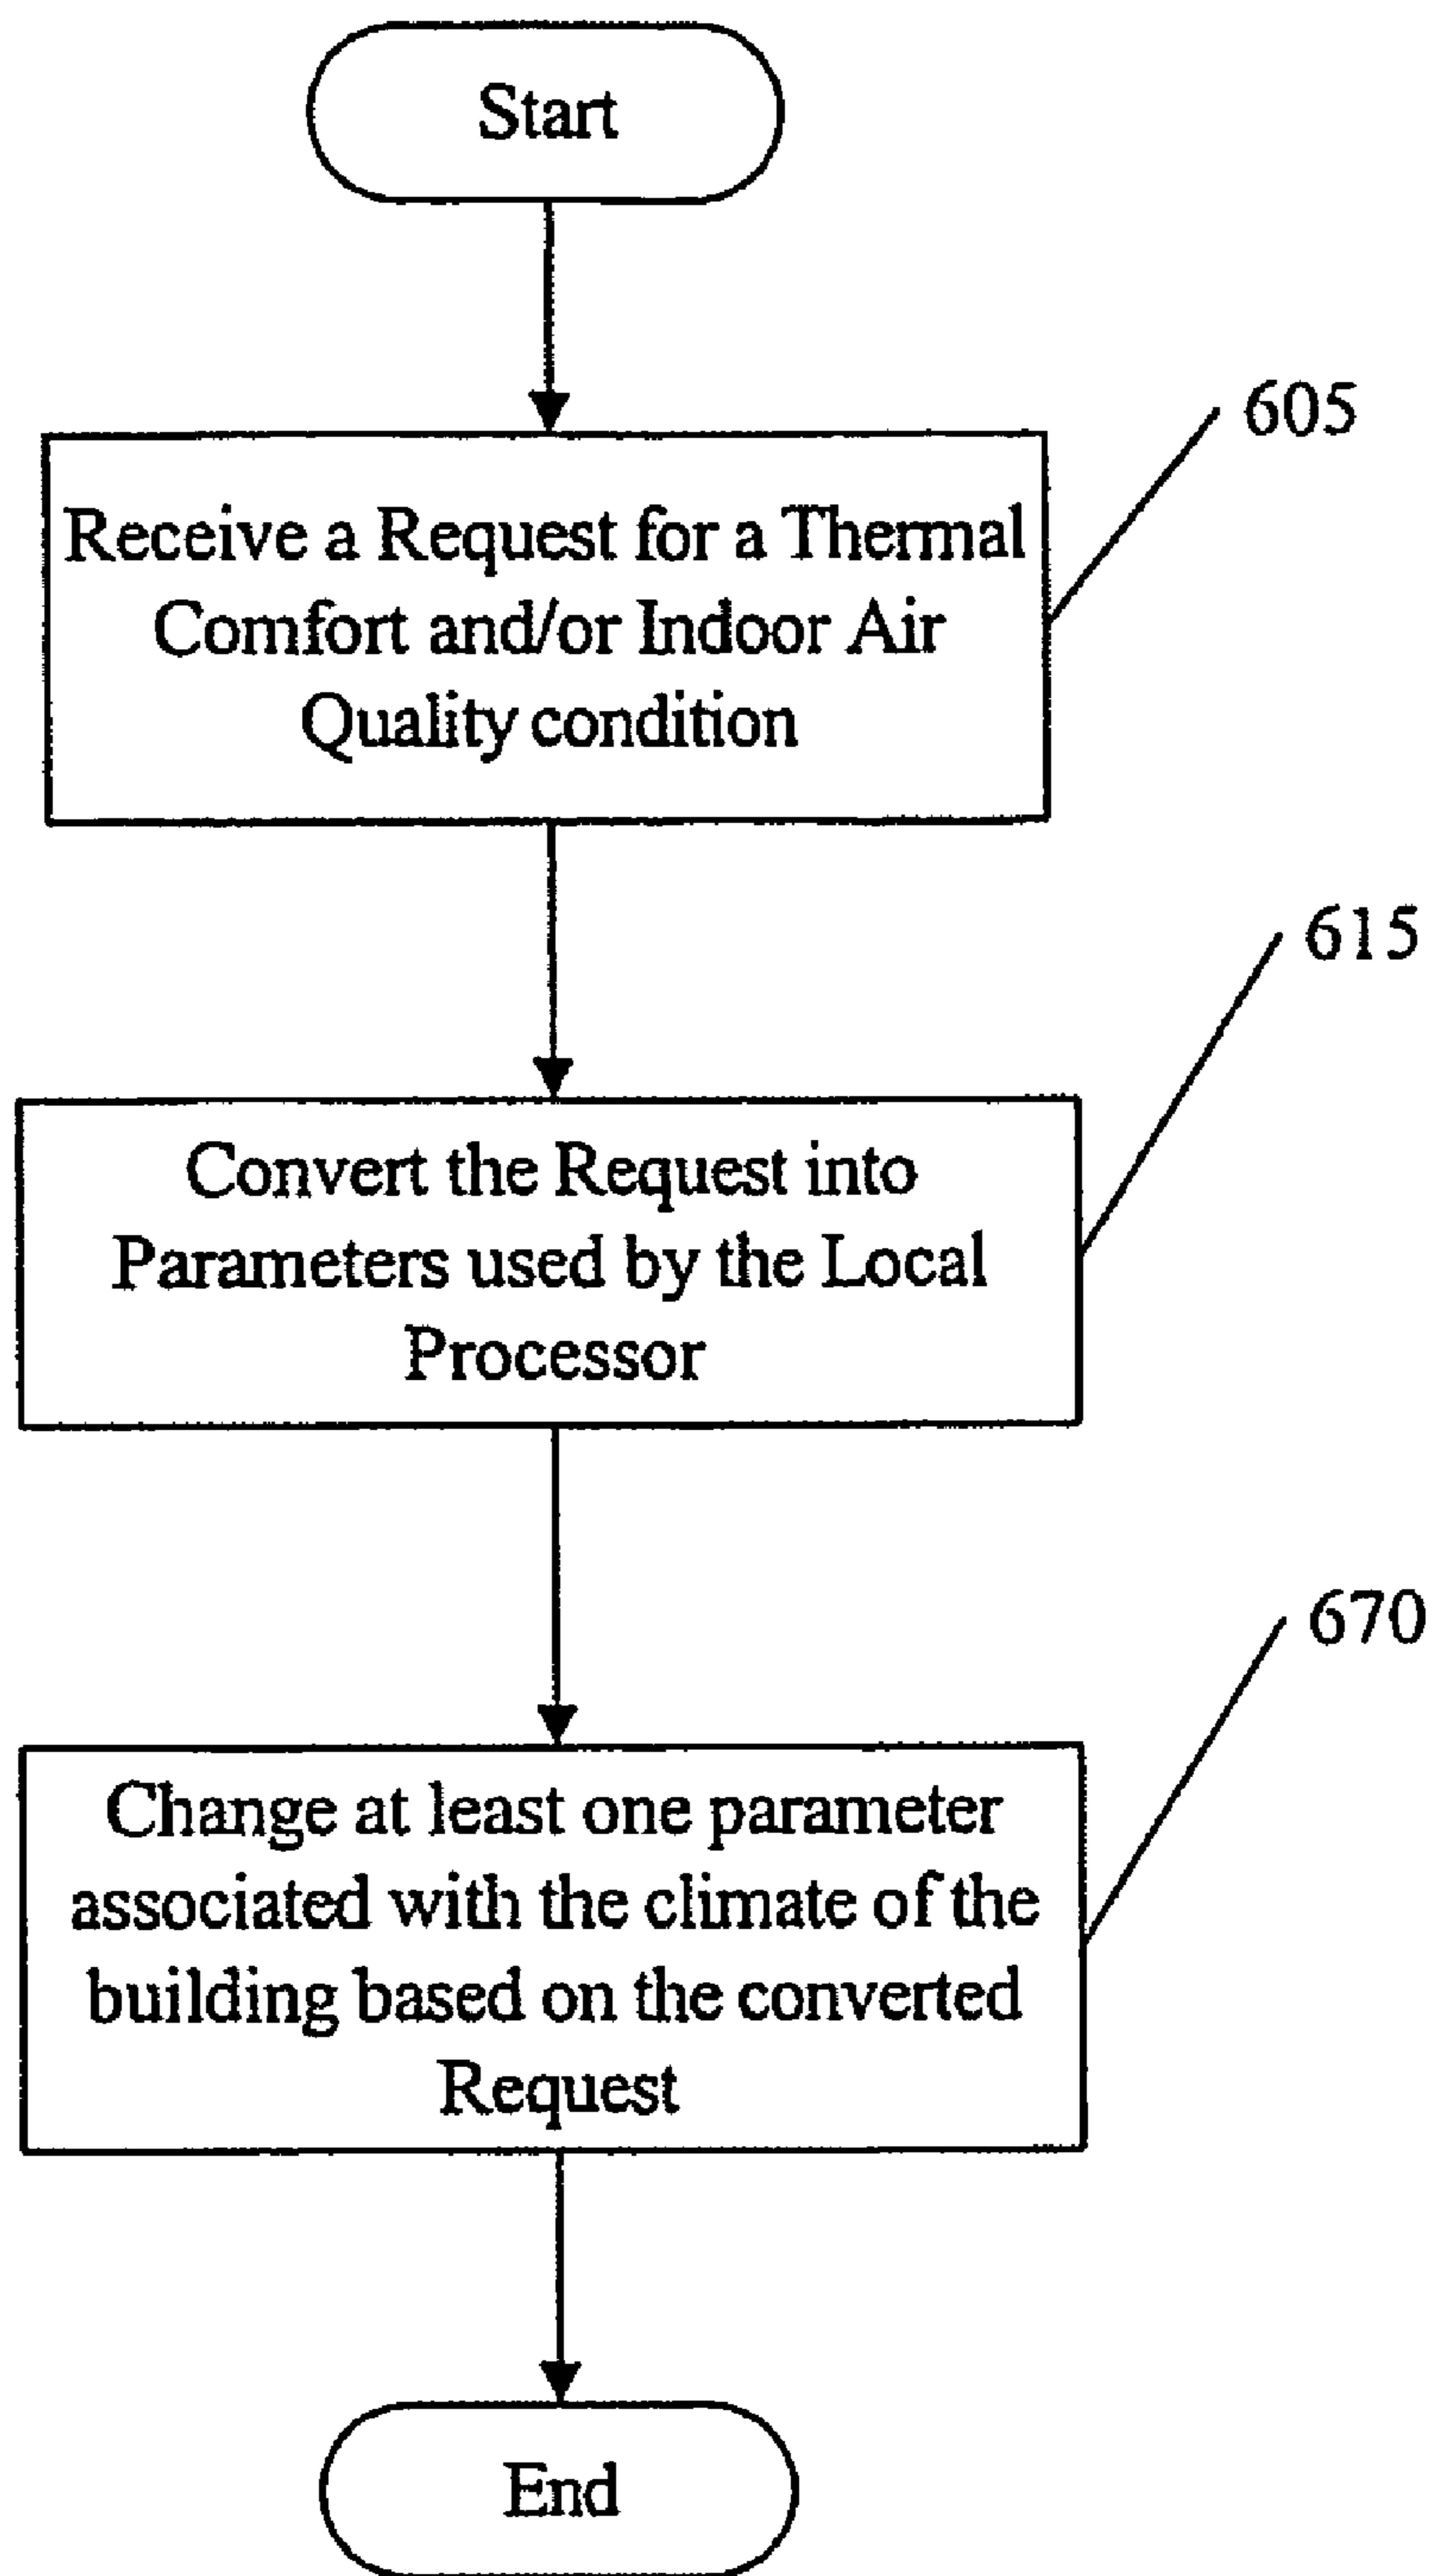 Start
605
Receive a Request for a Thermal
Comfort and/or Indoor Air
Quality condition
615
Convert the Request into
Parameters used by the Local
Processor
670
Change at least one parameter
associated with the climate of the
building based on the converted
Request
End